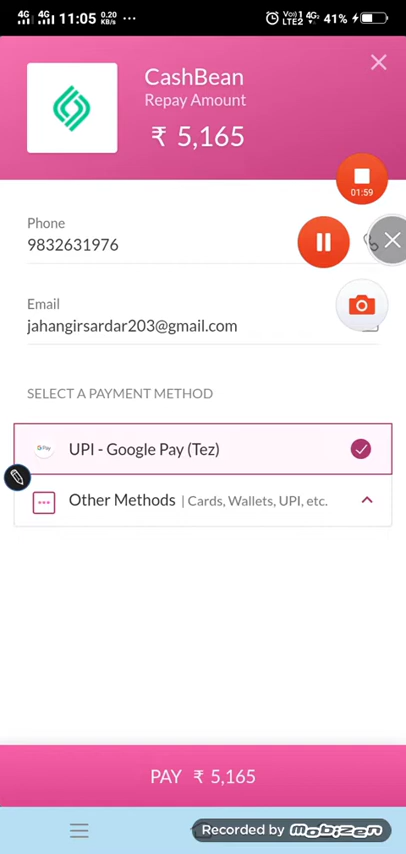 4G 4G 11:05 0.20 KB/s ... Vo)) 1 LTE2 4G 41%
CashBean
Repay Amount
₹ 5,165
01:59
Phone
9832631976
Email
jahangirsardar203@gmail.com
SELECT A PAYMENT METHOD
G Pay UPI - Google Pay (Tez)
Other Methods | Cards, Wallets, UPI, etc.
PAY ₹ 5,165
Recorded by mobizen